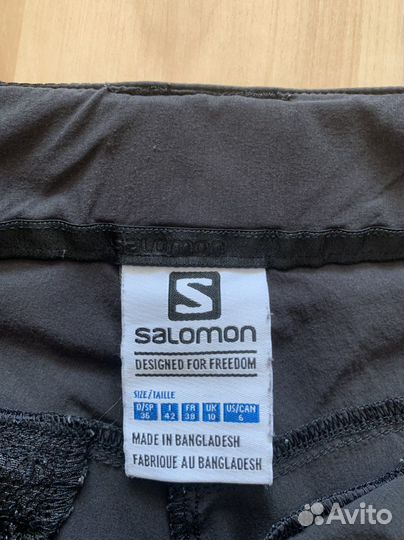 salomon
S
salomon
DESIGNED FOR FREEDOM
SIZE/TAILLE
D/SP I FR UK US/CAN
36 42 38 10 6
MADE IN BANGLADESH
FABRIQUE AU BANGLADESH
Avito